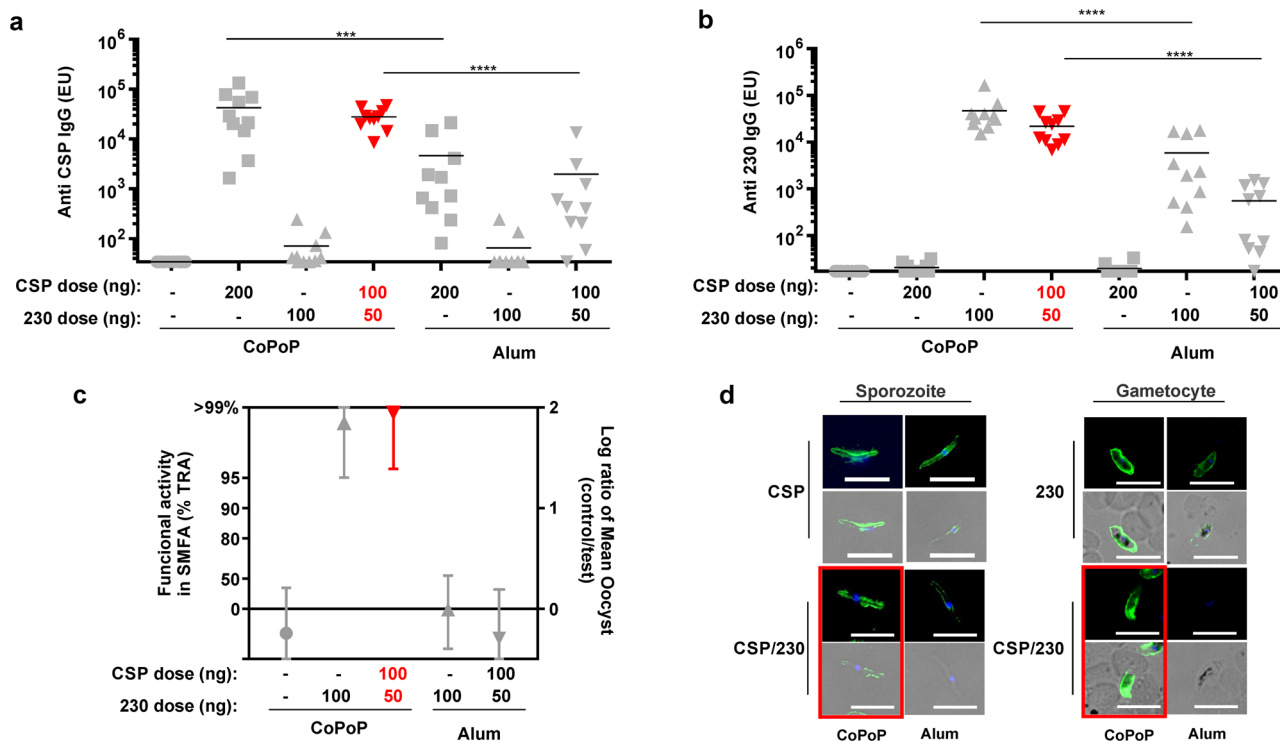 a
***
****
Anti CSP IgG (EU)
10^6
10^5
10^4
10^3
10^2
CSP dose (ng): - 200 - 100 200 - 100
230 dose (ng): - - 100 50 - 100 50
CoPoP Alum
b
****
****
Anti 230 IgG (EU)
10^6
10^5
10^4
10^3
10^2
CSP dose (ng): - 200 - 100 200 - 100
230 dose (ng): - - 100 50 - 100 50
CoPoP Alum
c
Funcional activity
in SMFA (% TRA)
>99%
95
90
80
50
0
2
1
0
Log ratio of Mean Oocyst
(control/test)
CSP dose (ng): - - 100 - 100
230 dose (ng): - 100 50 100 50
CoPoP Alum
d
Sporozoite Gametocyte
CSP 230
CSP/230 CSP/230
CoPoP Alum CoPoP Alum